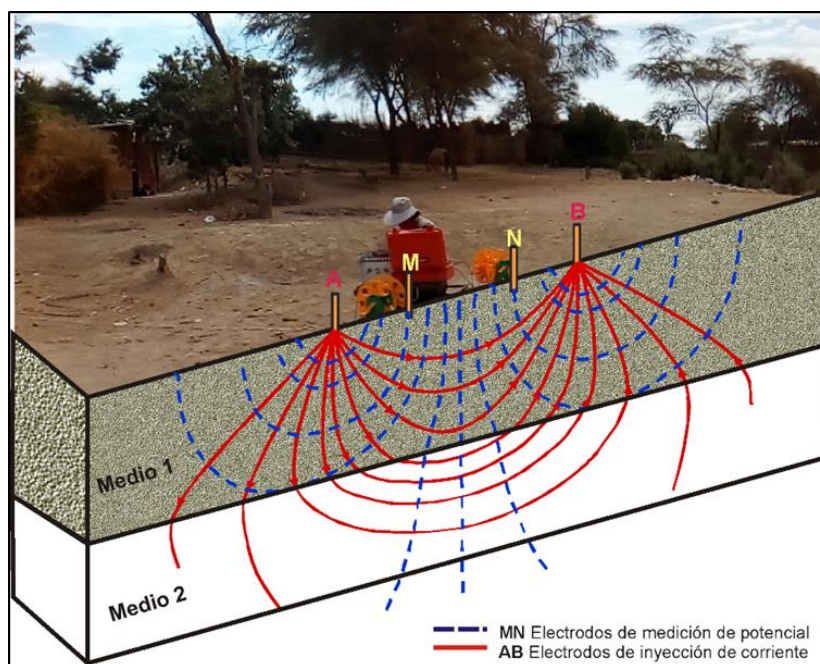 B
N
M
A
Medio 1
Medio 2
MN Electrodos de medición de potencial
AB Electrodos de inyección de corriente